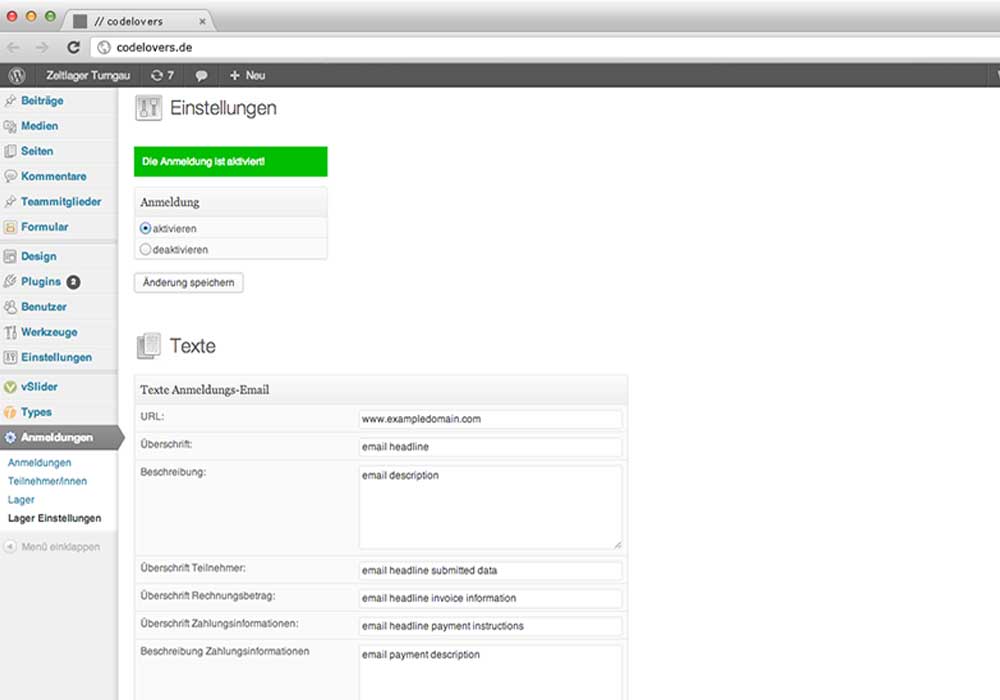 // codelovers
codelovers.de
Zeltlager Turngau 7 Neu
Beiträge
Medien
Seiten
Kommentare
Teammitglieder
Formular
Design
Plugins 2
Benutzer
Werkzeuge
Einstellungen
vSlider
Types
Anmeldungen
Anmeldungen
Teilnehmer/innen
Lager
Lager Einstellungen
Menü einklappen
Einstellungen
Die Anmeldung ist aktiviert!
Anmeldung
aktivieren
deaktivieren
Änderung speichern
Texte
Texte Anmeldungs-Email
URL: www.exampledomain.com
Überschrift: email headline
Beschreibung: email description
Überschrift Teilnehmer: email headline submitted data
Überschrift Rechnungsbetrag: email headline invoice information
Überschrift Zahlungsinformationen: email headline payment instructions
Beschreibung Zahlungsinformationen email payment description